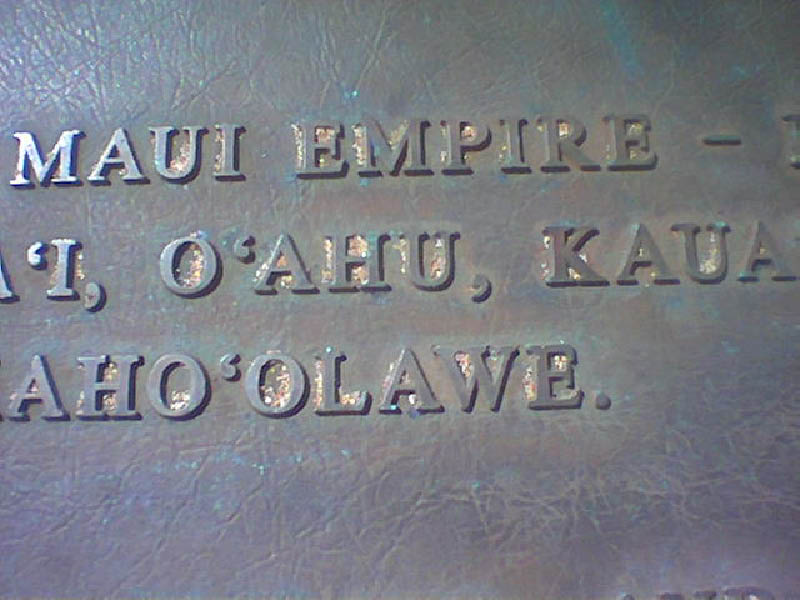 MAUI EMPIRE –
‘I, O‘AHU, KAUA
AHO‘OLAWE.